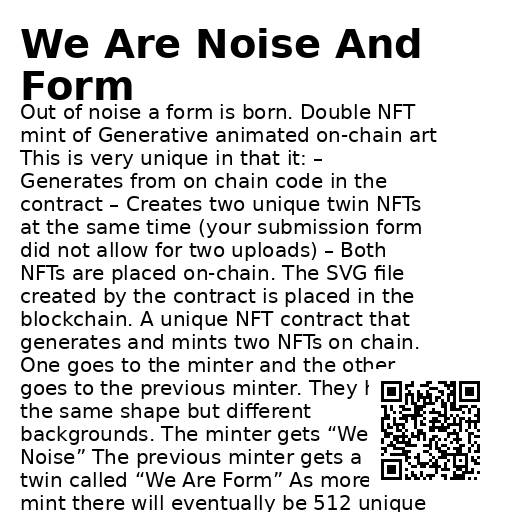 We Are Noise And
Form
Out of noise a form is born. Double NFT
mint of Generative animated on-chain art
This is very unique in that it: –
Generates from on chain code in the
contract – Creates two unique twin NFTs
at the same time (your submission form
did not allow for two uploads) – Both
NFTs are placed on-chain. The SVG file
created by the contract is placed in the
blockchain. A unique NFT contract that
generates and mints two NFTs on chain.
One goes to the minter and the other
goes to the previous minter. They
the same shape but different
backgrounds. The minter gets “We
Noise” The previous minter gets a
twin called “We Are Form” As more
mint there will eventually be 512 unique